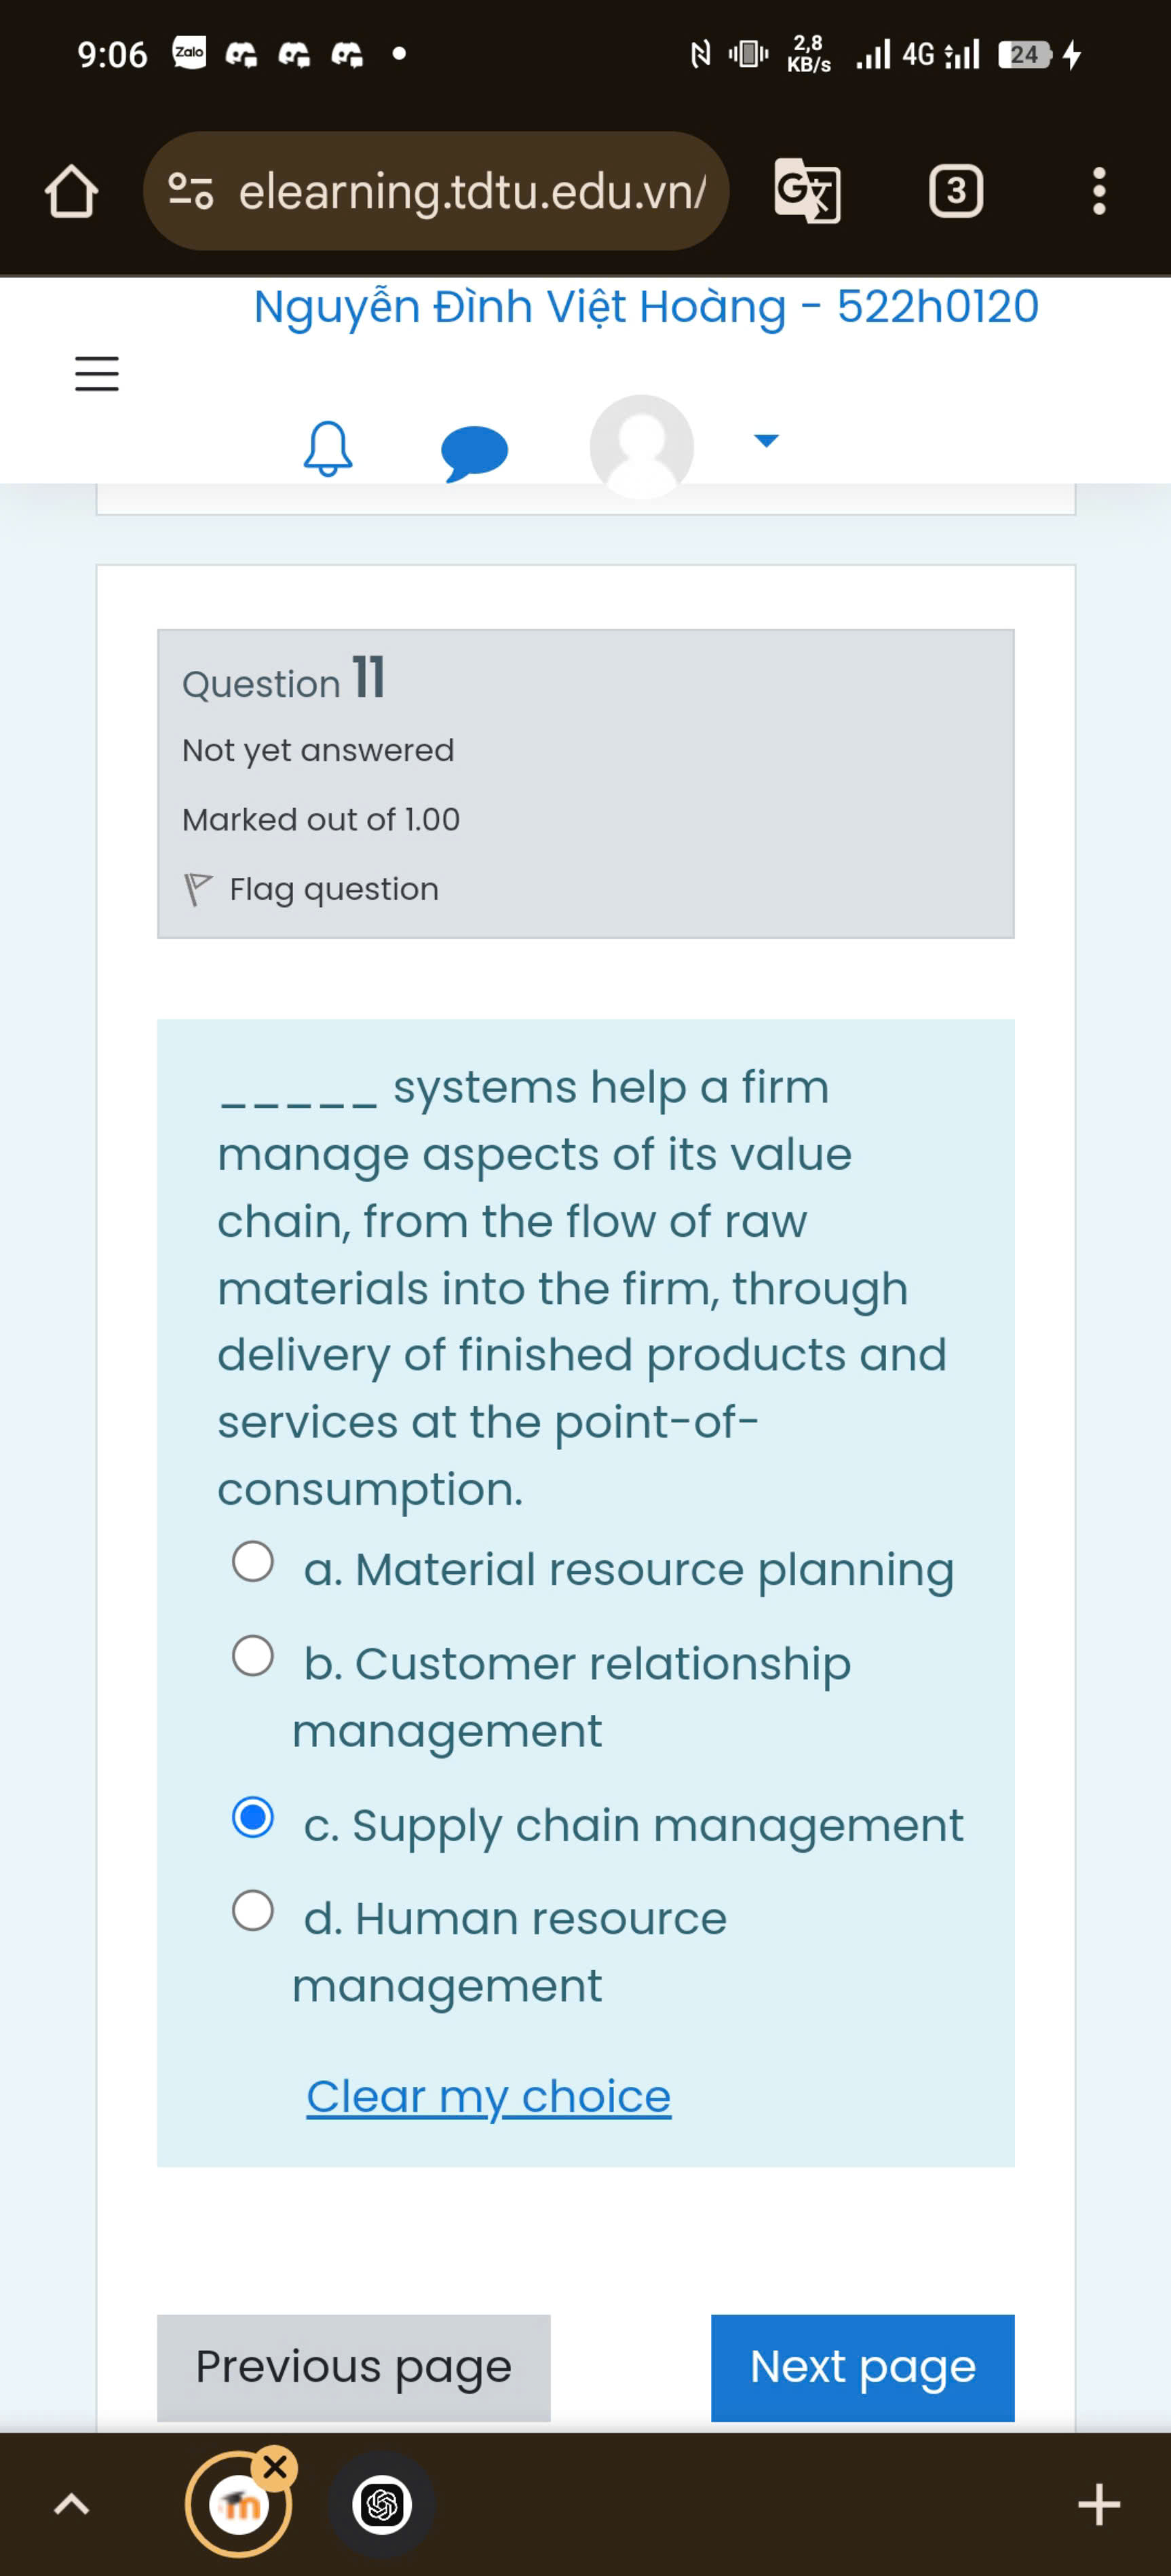 9:06 Zalo 2,8 KB/s 4G 24
elearning.tdtu.edu.vn/ 3
Nguyễn Đình Việt Hoàng - 522h0120
Question 11
Not yet answered
Marked out of 1.00
Flag question
_____ systems help a firm
manage aspects of its value
chain, from the flow of raw
materials into the firm, through
delivery of finished products and
services at the point-of-
consumption.
a. Material resource planning
b. Customer relationship
management
c. Supply chain management
d. Human resource
management
Clear my choice
Previous page
Next page